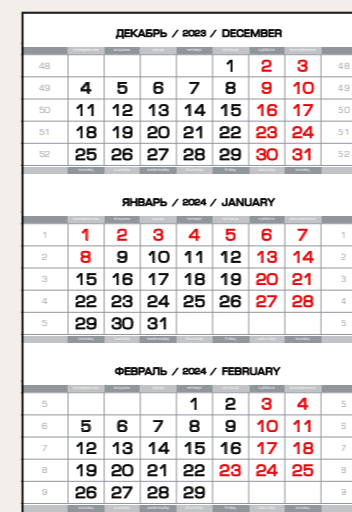 ДЕКАБРЬ / 2023 / DECEMBER
48 1 2 3 48
49 4 5 6 7 8 9 10 49
50 11 12 13 14 15 16 17 50
51 18 19 20 21 22 23 24 51
52 25 26 27 28 29 30 31 52
ЯНВАРЬ / 2024 / JANUARY
1 1 2 3 4 5 6 7 1
2 8 9 10 11 12 13 14 2
3 15 16 17 18 19 20 21 3
4 22 23 24 25 26 27 28 4
5 29 30 31 5
ФЕВРАЛЬ / 2024 / FEBRUARY
5 1 2 3 4 5
6 5 6 7 8 9 10 11 6
7 12 13 14 15 16 17 18 7
8 19 20 21 22 23 24 25 8
9 26 27 28 29 9